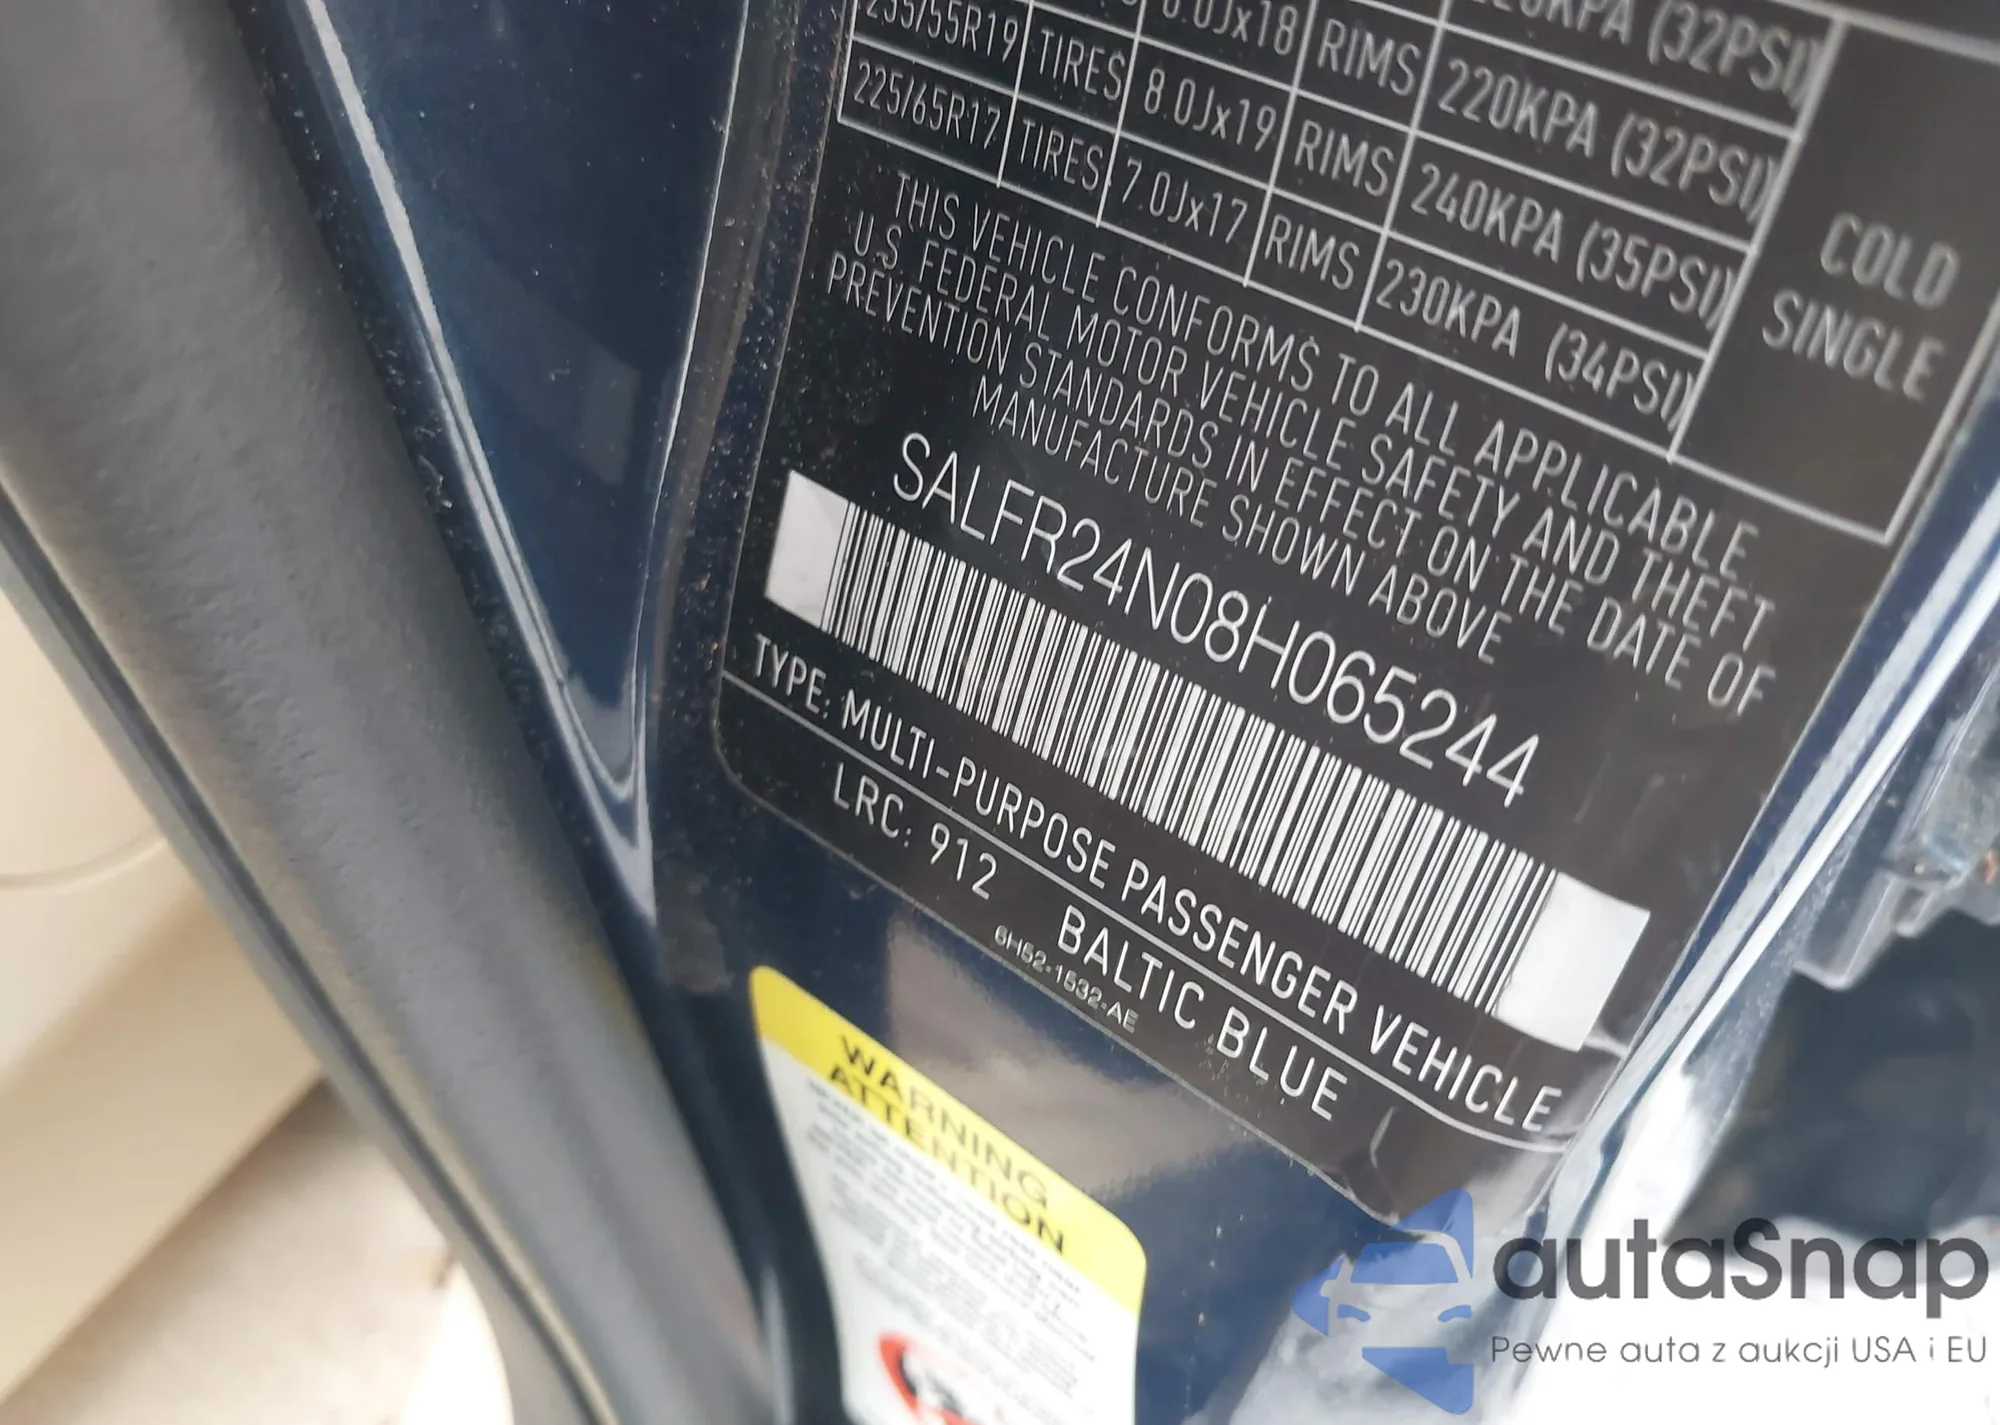 (32PSI)
255/55R19 TIRES 8.0Jx18 RIMS 220KPA (32PSI)
225/65R17 TIRES 8.0Jx19 RIMS 240KPA (35PSI)
7.0Jx17 RIMS 230KPA (34PSI)
COLD
SINGLE
THIS VEHICLE CONFORMS TO ALL APPLICABLE
U.S. FEDERAL MOTOR VEHICLE SAFETY AND THEFT
PREVENTION STANDARDS IN EFFECT ON THE DATE OF
MANUFACTURE SHOWN ABOVE
SALFR24N08H065244
TYPE: MULTI-PURPOSE PASSENGER VEHICLE
LRC: 912 BALTIC BLUE
6H52-1532-AE
WARNING
ATTENTION
autaSnap
Pewne auta z aukcji USA i EU